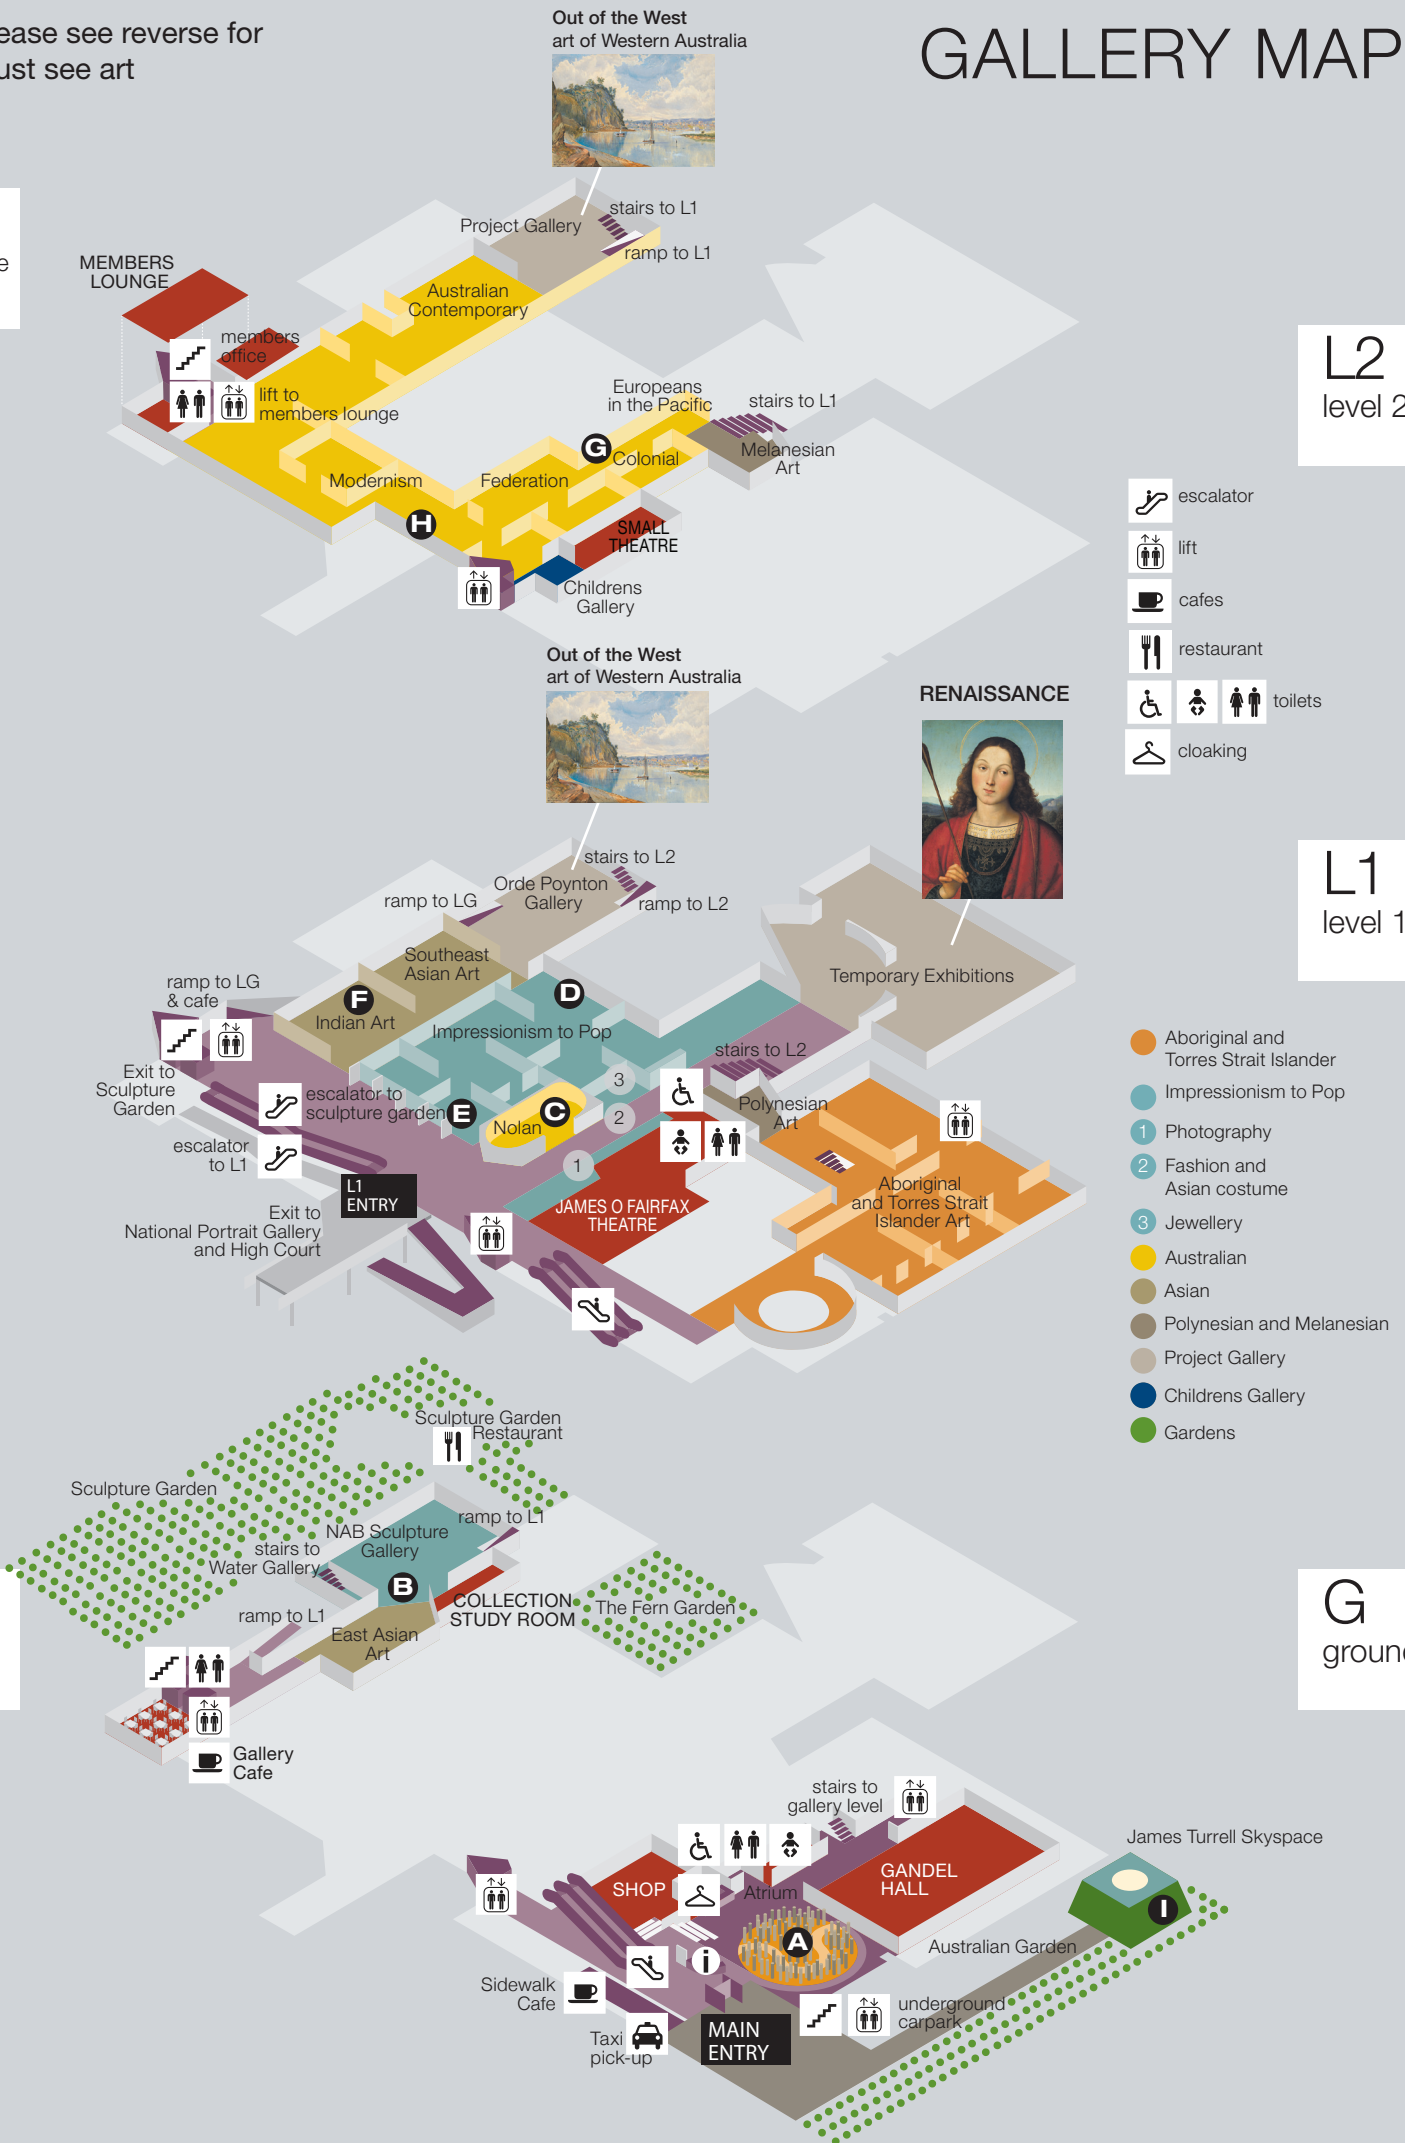 ease see reverse for
ust see art
Out of the West
art of Western Australia
GALLERY MAP
e
MEMBERS
LOUNGE
Project Gallery
stairs to L1
ramp to L1
Australian
Contemporary
members
office
lift to
members lounge
Europeans
in the Pacific
stairs to L1
G
Colonial
Melanesian
Art
Modernism
Federation
H
SMALL
THEATRE
Childrens
Gallery
L2
level 2
escalator
lift
cafes
restaurant
toilets
cloaking
Out of the West
art of Western Australia
RENAISSANCE
L1
level 1
stairs to L2
Orde Poynton
Gallery
ramp to LG
ramp to L2
Southeast
Asian Art
Temporary Exhibitions
ramp to LG
& cafe
F
Indian Art
D
Impressionism to Pop
stairs to L2
Exit to
Sculpture
Garden
escalator to
sculpture garden
E
Nolan
C
3
2
1
Polynesian
Art
escalator
to L1
L1
ENTRY
JAMES O FAIRFAX
THEATRE
Aboriginal
and Torres Strait
Islander Art
Exit to
National Portrait Gallery
and High Court
Aboriginal and
Torres Strait Islander
Impressionism to Pop
1 Photography
2 Fashion and
Asian costume
3 Jewellery
Australian
Asian
Polynesian and Melanesian
Project Gallery
Childrens Gallery
Gardens
Sculpture Garden
Restaurant
Sculpture Garden
NAB Sculpture
Gallery
ramp to L1
stairs to
Water Gallery
B
COLLECTION
STUDY ROOM
The Fern Garden
ramp to L1
East Asian
Art
Gallery
Cafe
G
ground
stairs to
gallery level
James Turrell Skyspace
SHOP
Atrium
GANDEL
HALL
I
A
i
Australian Garden
Sidewalk
Cafe
underground
carpark
Taxi
pick-up
MAIN
ENTRY